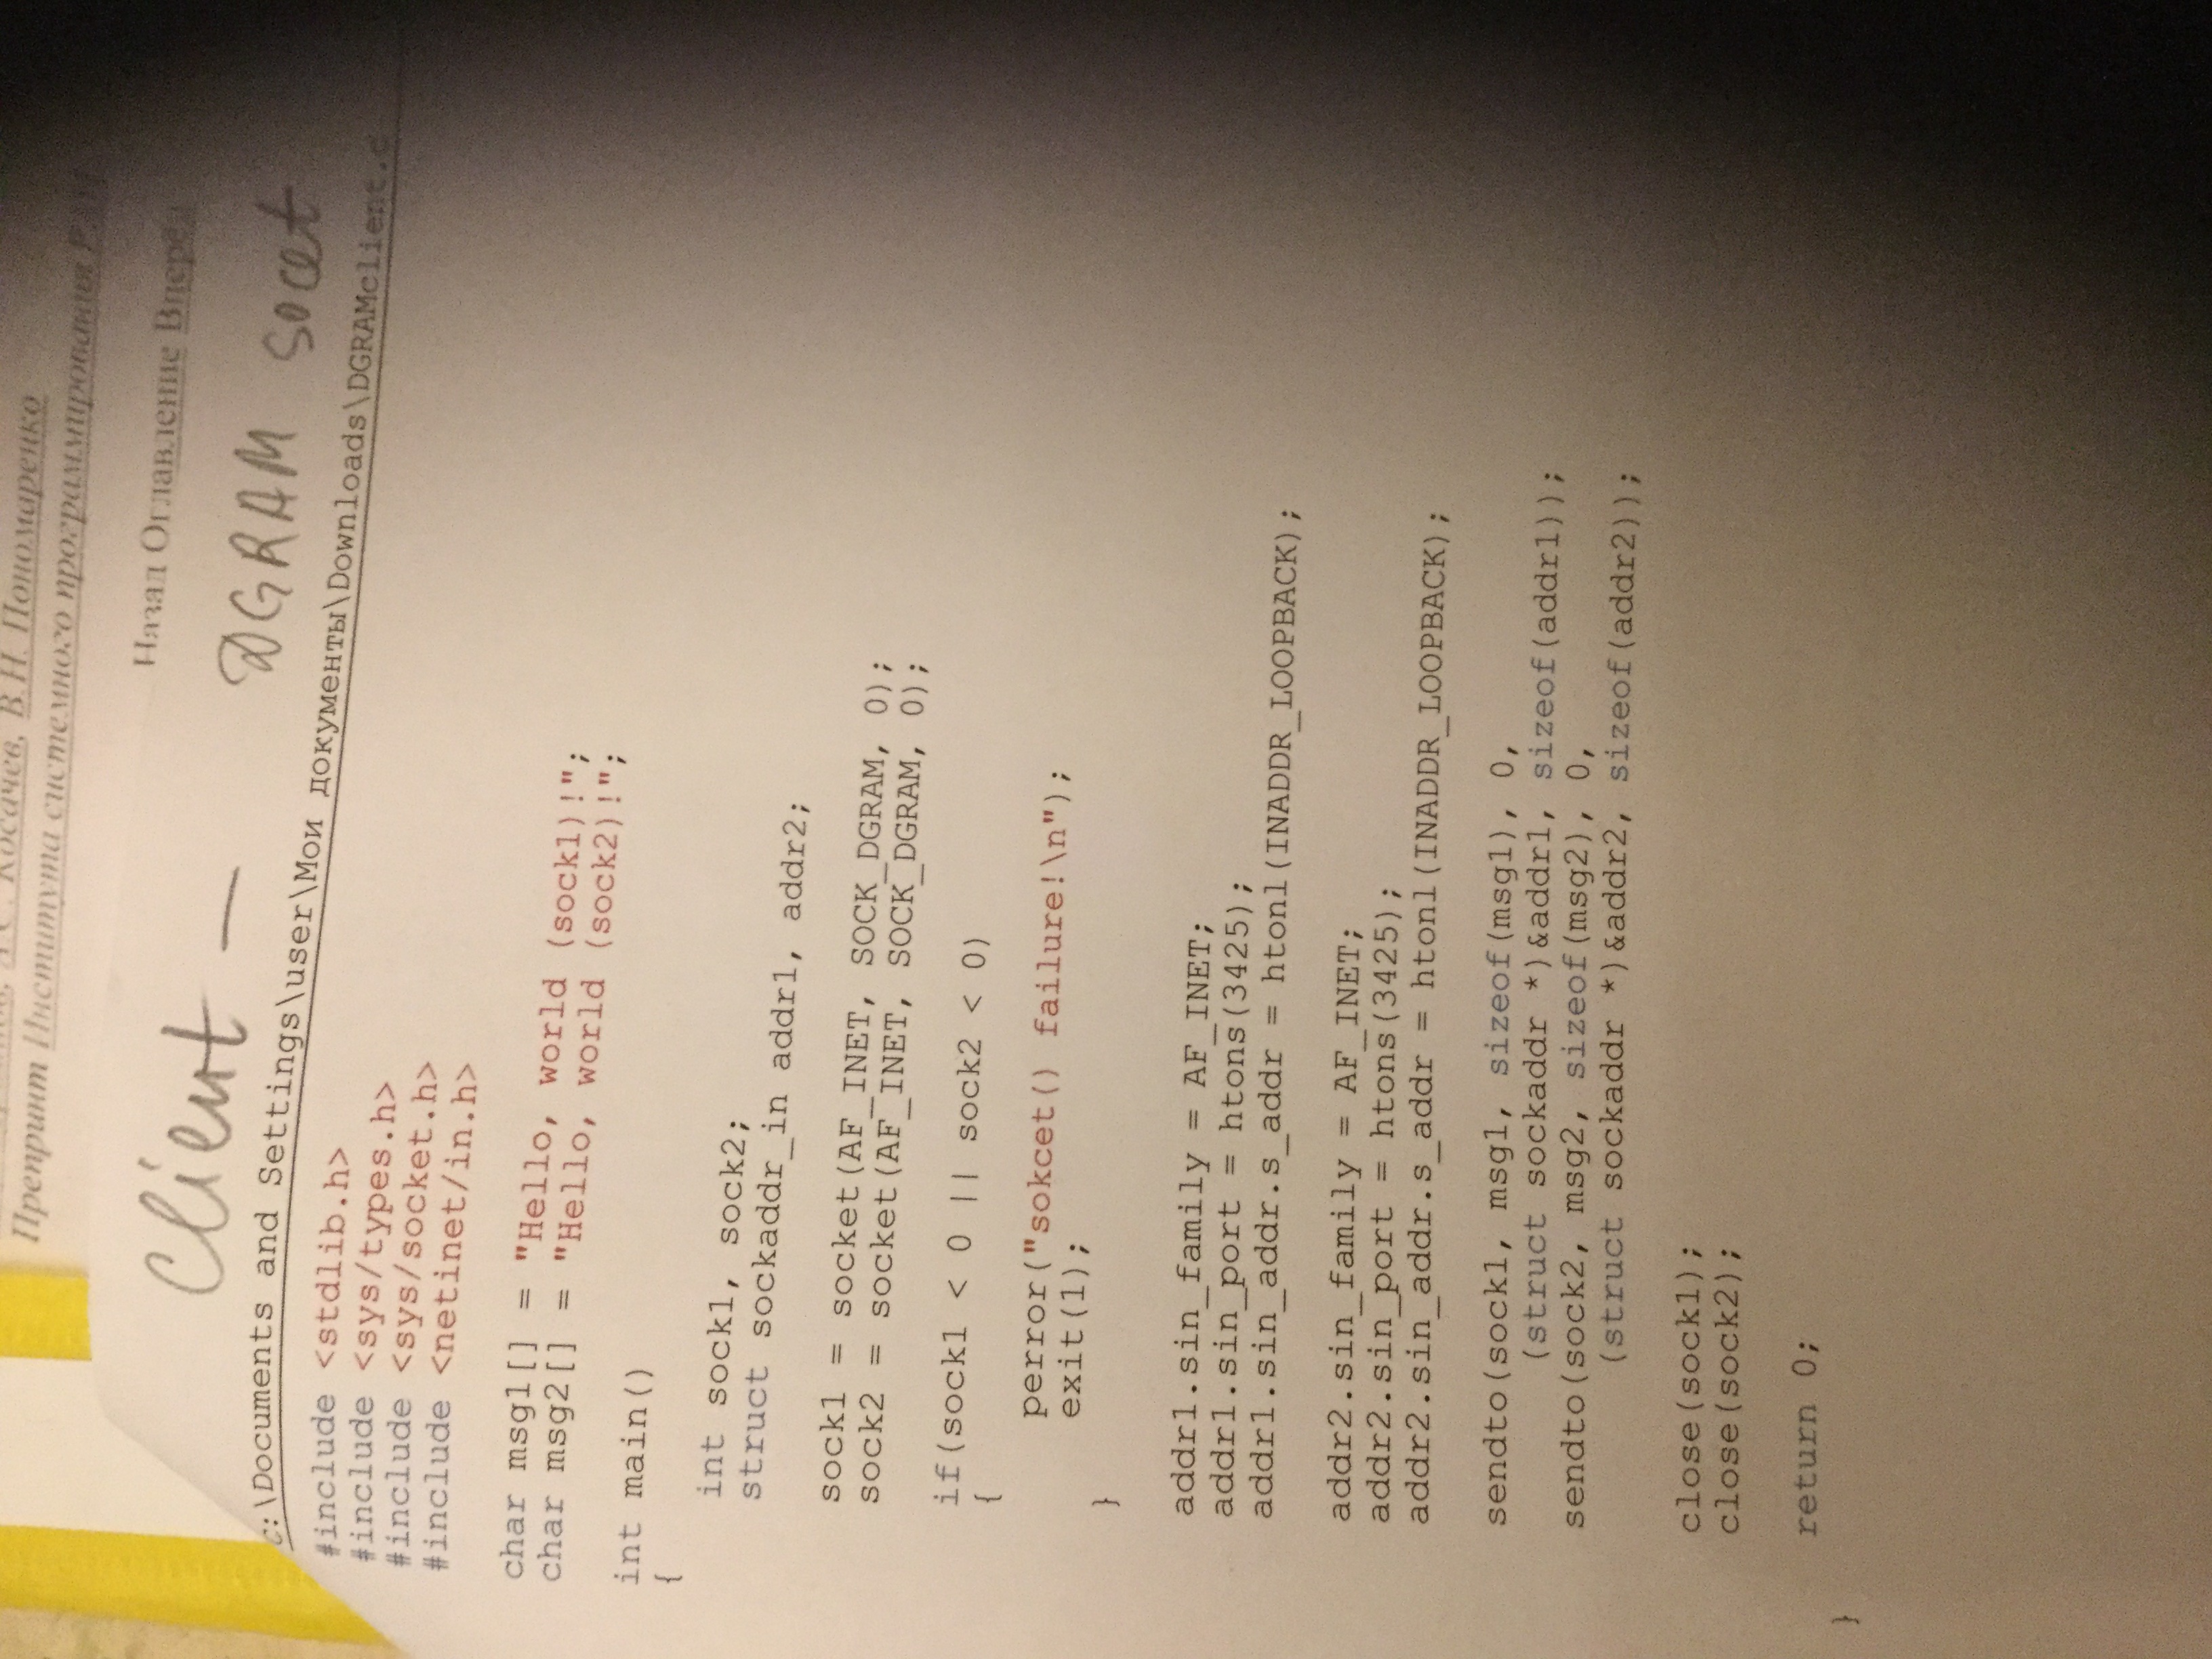 Косачев, В.Н. Пономаренко
Препринт Института системного программирования РАН
Назад Оглавление Вперед
Client — DGRAM socet
c:\Documents and Settings\user\Мои документы\Downloads\DGRAMclient.c
#include <stdlib.h>
#include <sys/types.h>
#include <sys/socket.h>
#include <netinet/in.h>
char msg1[] = "Hello, world (sock1)!";
char msg2[] = "Hello, world (sock2)!";
int main()
{
int sock1, sock2;
struct sockaddr_in addr1, addr2;
sock1 = socket(AF_INET, SOCK_DGRAM, 0);
sock2 = socket(AF_INET, SOCK_DGRAM, 0);
if(sock1 < 0 || sock2 < 0)
{
perror("sokcet() failure!\n");
exit(1);
}
addr1.sin_family = AF_INET;
addr1.sin_port = htons(3425);
addr1.sin_addr.s_addr = htonl(INADDR_LOOPBACK);
addr2.sin_family = AF_INET;
addr2.sin_port = htons(3425);
addr2.sin_addr.s_addr = htonl(INADDR_LOOPBACK);
sendto(sock1, msg1, sizeof(msg1), 0,
(struct sockaddr *)&addr1, sizeof(addr1));
sendto(sock2, msg2, sizeof(msg2), 0,
(struct sockaddr *)&addr2, sizeof(addr2));
close(sock1);
close(sock2);
return 0;
}